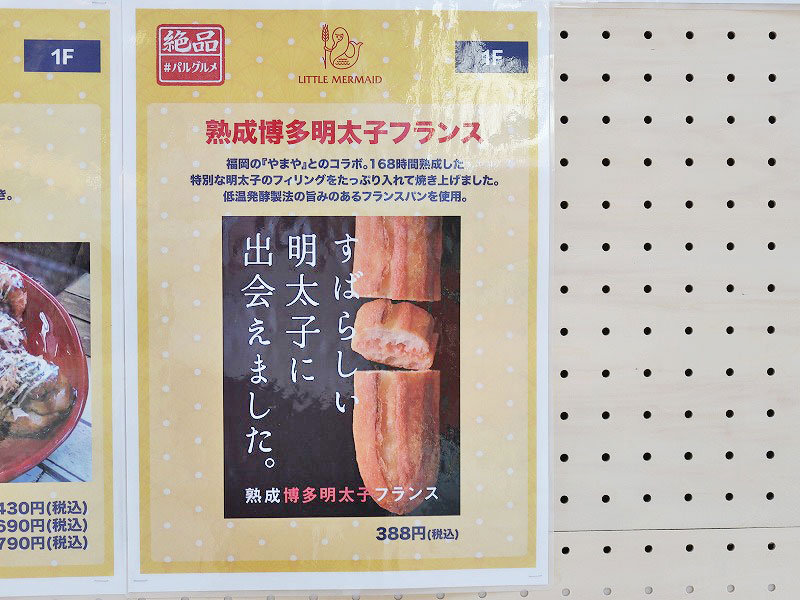 1F
き。
430円(税込)
690円(税込)
790円(税込)
絶品
#パルグルメ
LITTLE MERMAID
1F
熟成博多明太子フランス
福岡の『やまや』とのコラボ。168時間熟成した
特別な明太子のフィリングをたっぷり入れて焼き上げました。
低温発酵製法の旨みのあるフランスパンを使用。
すばらしい
明太子に
出会えました。
熟成博多明太子フランス
388円(税込)